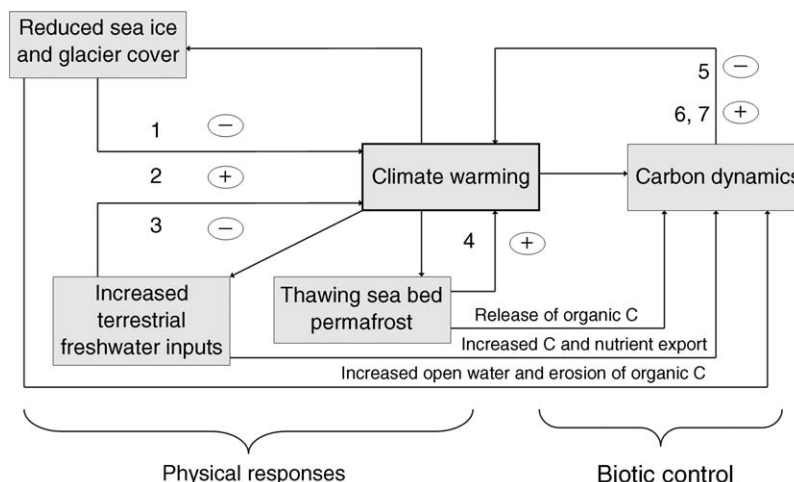 Reduced sea ice
and glacier cover
5 −
1 −
6, 7 +
2 +
Climate warming
Carbon dynamics
3 −
4 +
Increased
terrestrial
freshwater inputs
Thawing sea bed
permafrost
Release of organic C
Increased C and nutrient export
Increased open water and erosion of organic C
Physical responses
Biotic control